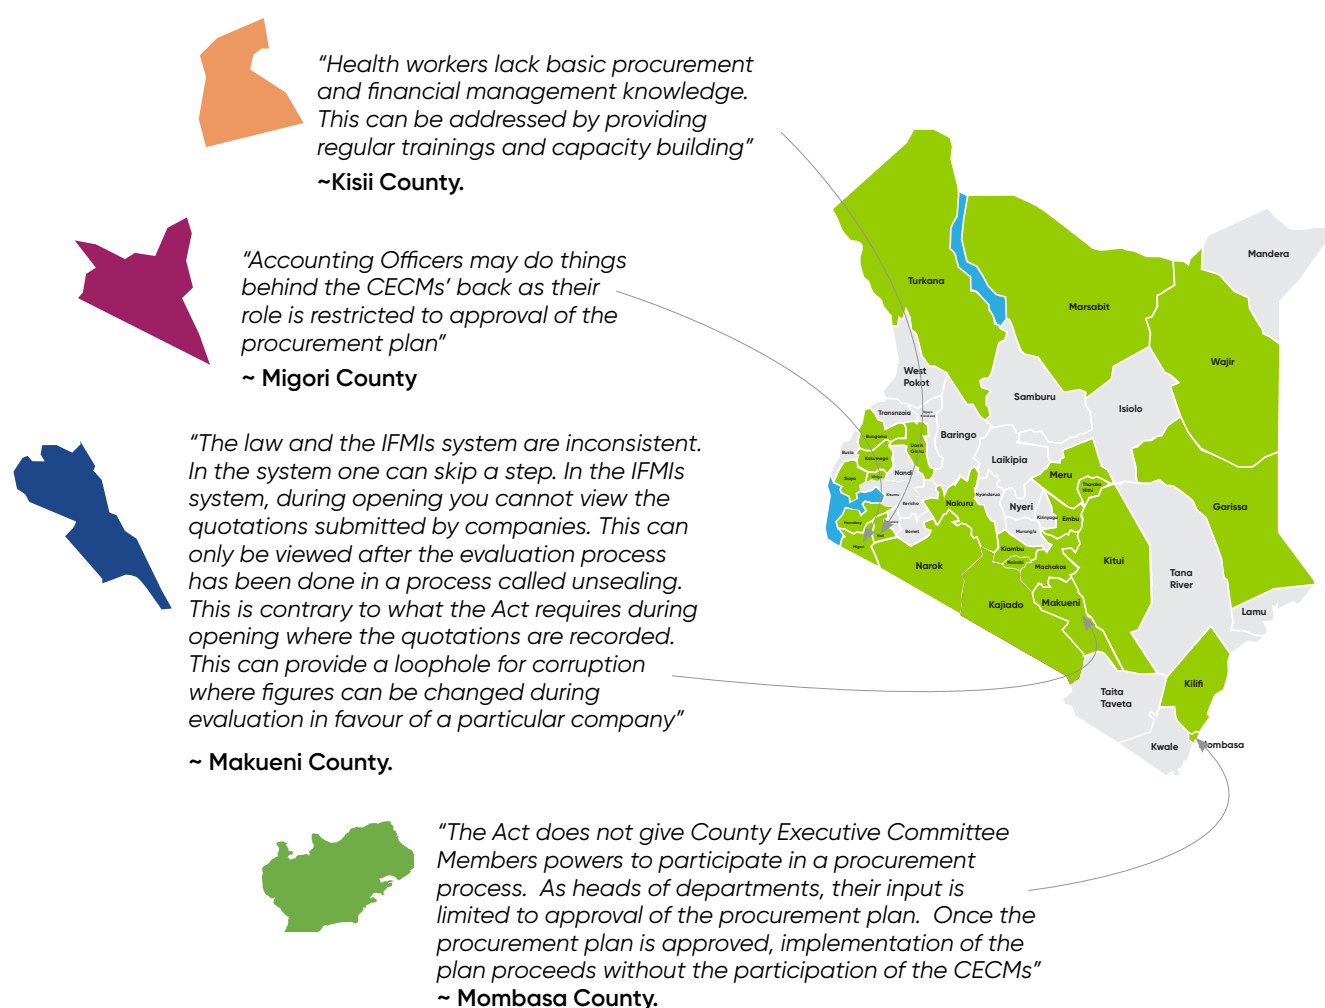 “Health workers lack basic procurement
and financial management knowledge.
This can be addressed by providing
regular trainings and capacity building”
~Kisii County.
“Accounting Officers may do things
behind the CECMs’ back as their
role is restricted to approval of the
procurement plan”
~ Migori County
“The law and the IFMIs system are inconsistent.
In the system one can skip a step. In the IFMIs
system, during opening you cannot view the
quotations submitted by companies. This can
only be viewed after the evaluation process
has been done in a process called unsealing.
This is contrary to what the Act requires during
opening where the quotations are recorded.
This can provide a loophole for corruption
where figures can be changed during
evaluation in favour of a particular company”
~ Makueni County.
“The Act does not give County Executive Committee
Members powers to participate in a procurement
process.  As heads of departments, their input is
limited to approval of the procurement plan.  Once the
procurement plan is approved, implementation of the
plan proceeds without the participation of the CECMs”
~ Mombasa County.
Mandera
Turkana
Marsabit
Wajir
West
Pokot
Samburu
Isiolo
Transnzoia
Baringo
Bungoma
Busia
Kakamega
Nandi
Laikipia
Meru
Siaya
Tharaka
Nithi
Kisumu
Kericho
Nakuru
Nyandarua
Nyeri
Kirinyaga
Embu
Garissa
Homabay
Bomet
Murang'a
Migori
Kisii
Narok
Kiambu
Nairobi
Machakos
Kitui
Tana
River
Kajiado
Makueni
Lamu
Kilifi
Taita
Taveta
Kwale
Mombasa